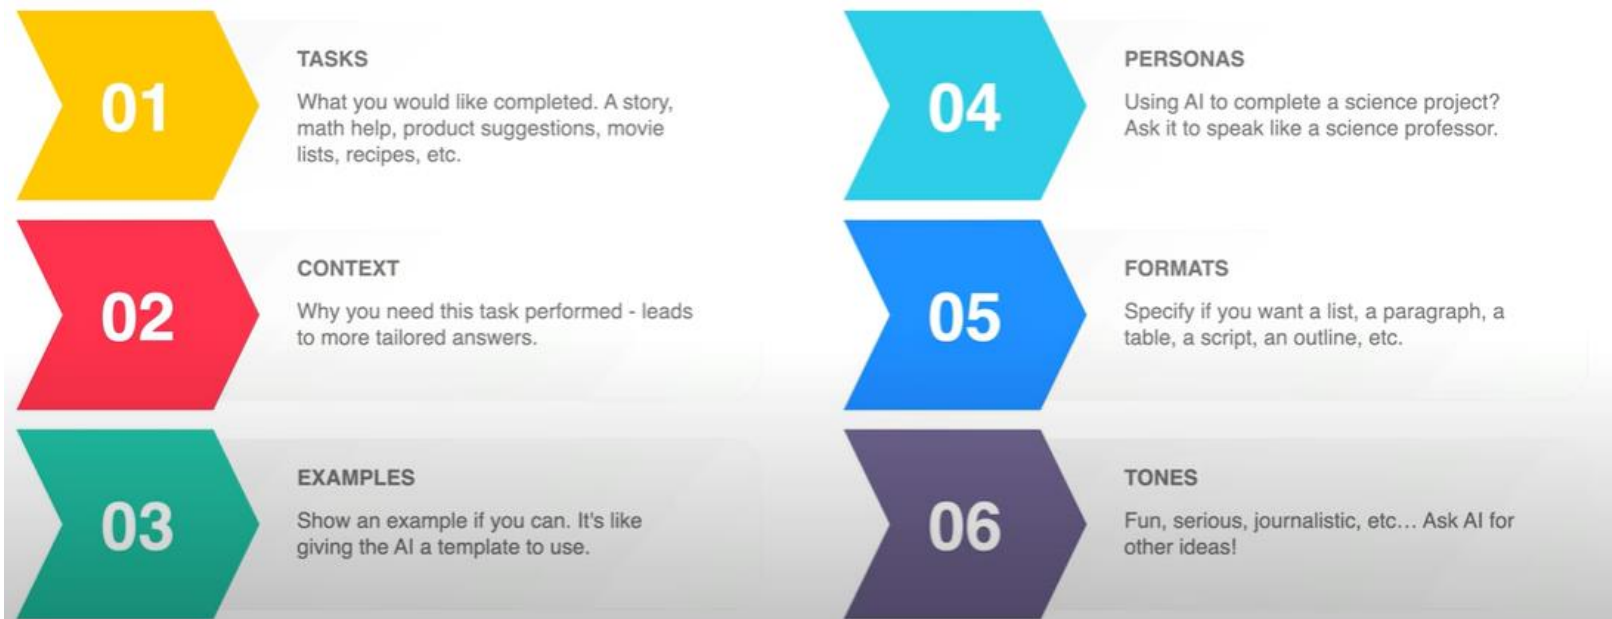 01
TASKS
What you would like completed. A story,
math help, product suggestions, movie
lists, recipes, etc.
02
CONTEXT
Why you need this task performed - leads
to more tailored answers.
03
EXAMPLES
Show an example if you can. It's like
giving the AI a template to use.
04
PERSONAS
Using AI to complete a science project?
Ask it to speak like a science professor.
05
FORMATS
Specify if you want a list, a paragraph, a
table, a script, an outline, etc.
06
TONES
Fun, serious, journalistic, etc... Ask AI for
other ideas!